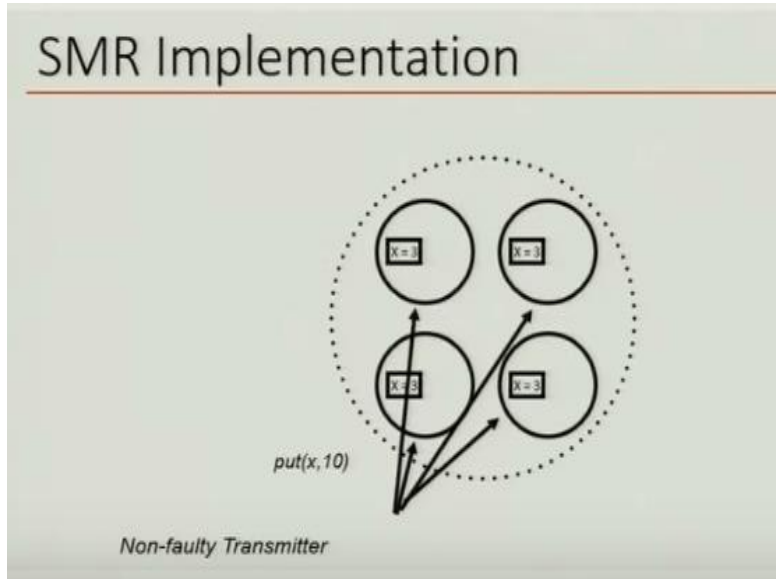 SMR Implementation
X = 3
X = 3
X = 3
X = 3
put(x,10)
Non-faulty Transmitter